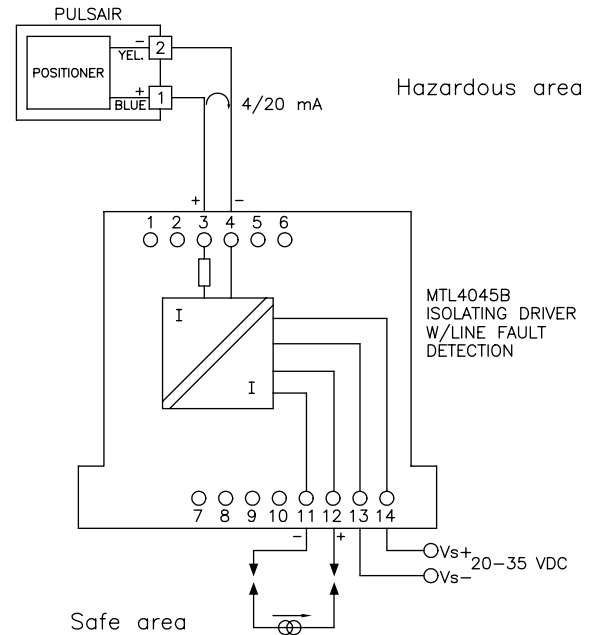 PULSAIR
POSITIONER
−
YEL.
2
+
BLUE
1
4/20 mA
Hazardous area
+ −
1 2 3 4 5 6
I
I
MTL4045B
ISOLATING DRIVER
W/LINE FAULT
DETECTION
7 8 9 10 11 12 13 14
− +
Vs+
20−35 VDC
Vs−
Safe area